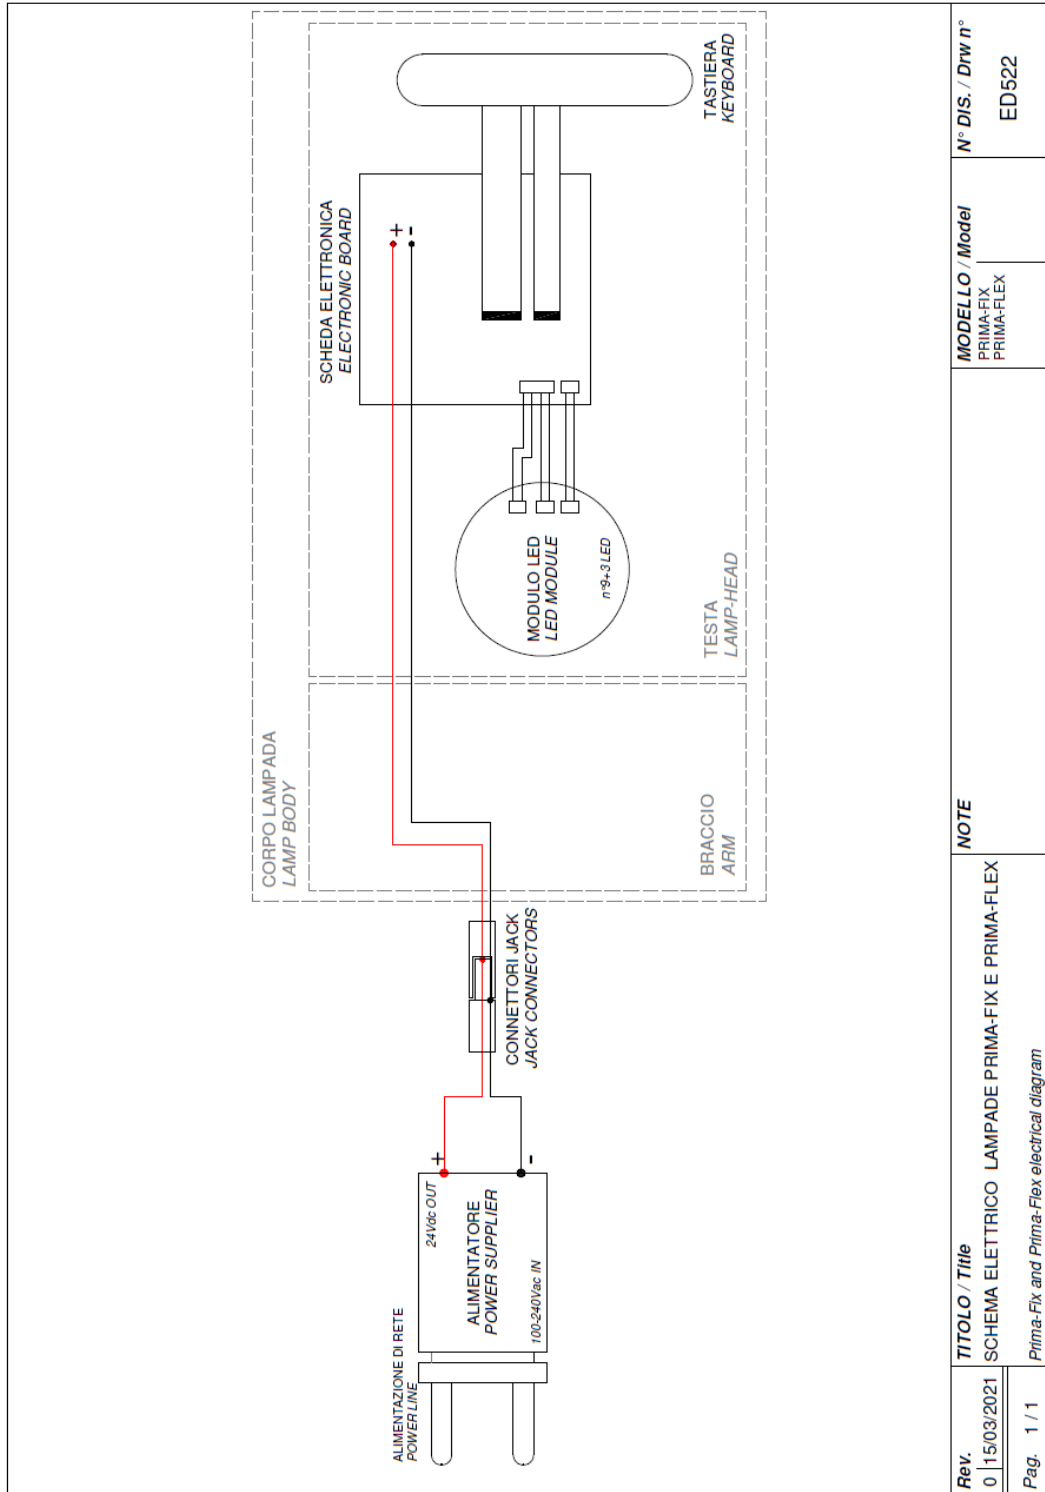 ALIMENTAZIONE DI RETE
POWER LINE
24Vdc OUT
ALIMENTATORE
POWER SUPPLIER
100-240Vac IN
+
-
CONNETTORI JACK
JACK CONNECTORS
CORPO LAMPADA
LAMP BODY
BRACCIO
ARM
SCHEDA ELETTRONICA
ELECTRONIC BOARD
+
-
MODULO LED
LED MODULE
n°9+3 LED
TESTA
LAMP-HEAD
TASTIERA
KEYBOARD
Rev.
0 15/03/2021
Pag. 1 / 1
TITOLO / Title
SCHEMA ELETTRICO LAMPADE PRIMA-FIX E PRIMA-FLEX
Prima-Fix and Prima-Flex electrical diagram
NOTE
MODELLO / Model
PRIMA-FIX
PRIMA-FLEX
N° DIS. / Drw n°
ED522